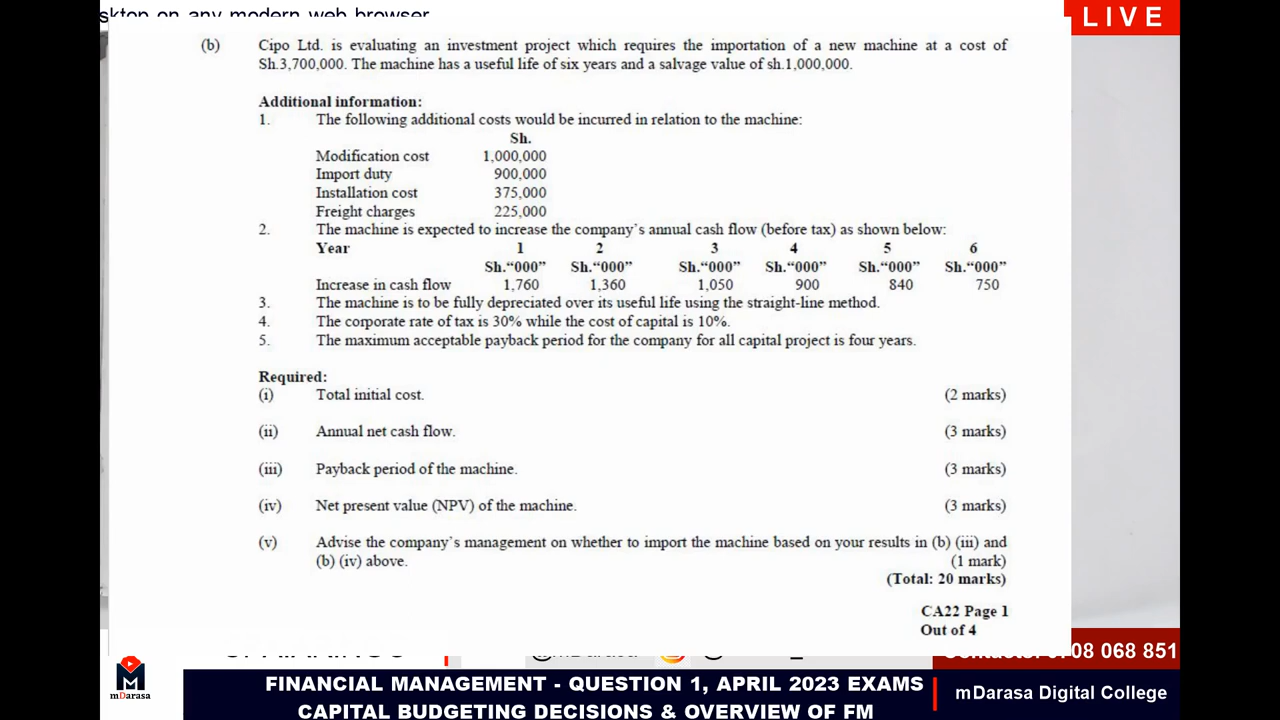 sktop on any modern web browser
LIVE
(b) Cipo Ltd. is evaluating an investment project which requires the importation of a new machine at a cost of
Sh.3,700,000. The machine has a useful life of six years and a salvage value of sh.1,000,000.
Additional information:
1. The following additional costs would be incurred in relation to the machine:
Sh.
Modification cost 1,000,000
Import duty 900,000
Installation cost 375,000
Freight charges 225,000
2. The machine is expected to increase the company's annual cash flow (before tax) as shown below:
Year 1 2 3 4 5 6
Sh.“000” Sh.“000” Sh.“000” Sh.“000” Sh.“000” Sh.“000”
Increase in cash flow 1,760 1,360 1,050 900 840 750
3. The machine is to be fully depreciated over its useful life using the straight-line method.
4. The corporate rate of tax is 30% while the cost of capital is 10%.
5. The maximum acceptable payback period for the company for all capital project is four years.
Required:
(i) Total initial cost. (2 marks)
(ii) Annual net cash flow. (3 marks)
(iii) Payback period of the machine. (3 marks)
(iv) Net present value (NPV) of the machine. (3 marks)
(v) Advise the company's management on whether to import the machine based on your results in (b) (iii) and
(b) (iv) above. (1 mark)
(Total: 20 marks)
CA22 Page 1
Out of 4
068 851
mDarasa
FINANCIAL MANAGEMENT - QUESTION 1, APRIL 2023 EXAMS
CAPITAL BUDGETING DECISIONS & OVERVIEW OF FM
mDarasa Digital College